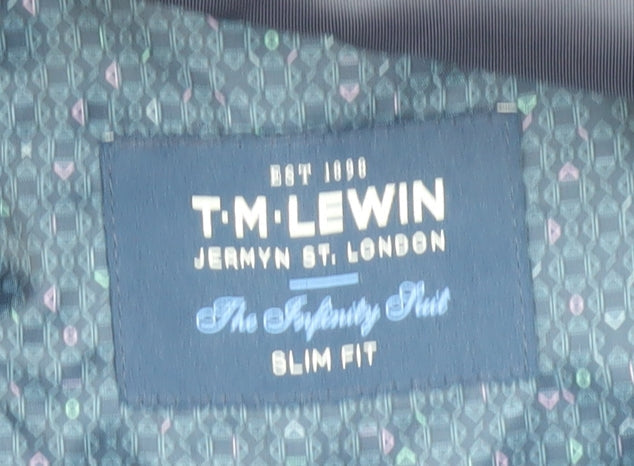 EST 1898
T·M·LEWIN
JERMYN ST. LONDON
The Infinity Suit
SLIM FIT